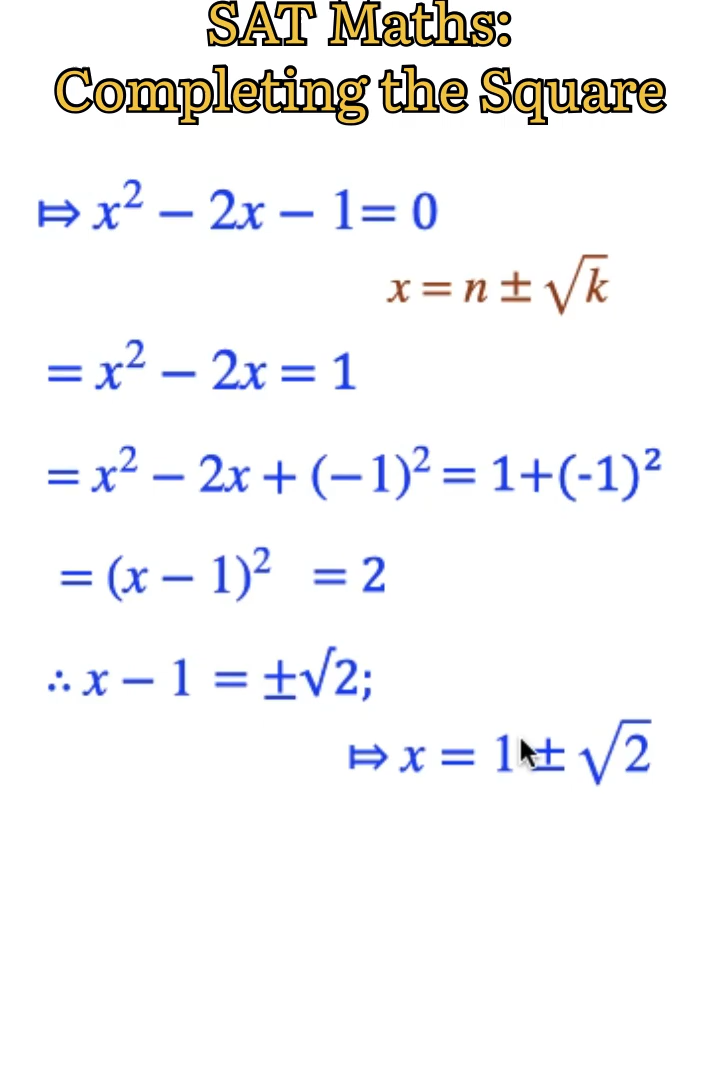 SAT Maths:
Completing the Square
⤇ x² − 2x − 1= 0
x = n ± √k
= x² − 2x = 1
= x² − 2x + (−1)² = 1+(-1)²
= (x − 1)² = 2
∴ x − 1 = ±√2;
⤇ x = 1 ± √2